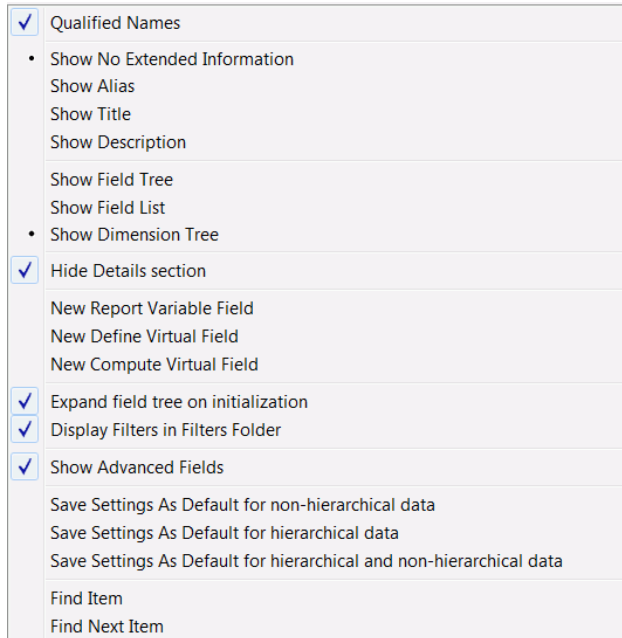 Qualified Names
Show No Extended Information
Show Alias
Show Title
Show Description
Show Field Tree
Show Field List
Show Dimension Tree
Hide Details section
New Report Variable Field
New Define Virtual Field
New Compute Virtual Field
Expand field tree on initialization
Display Filters in Filters Folder
Show Advanced Fields
Save Settings As Default for non-hierarchical data
Save Settings As Default for hierarchical data
Save Settings As Default for hierarchical and non-hierarchical data
Find Item
Find Next Item